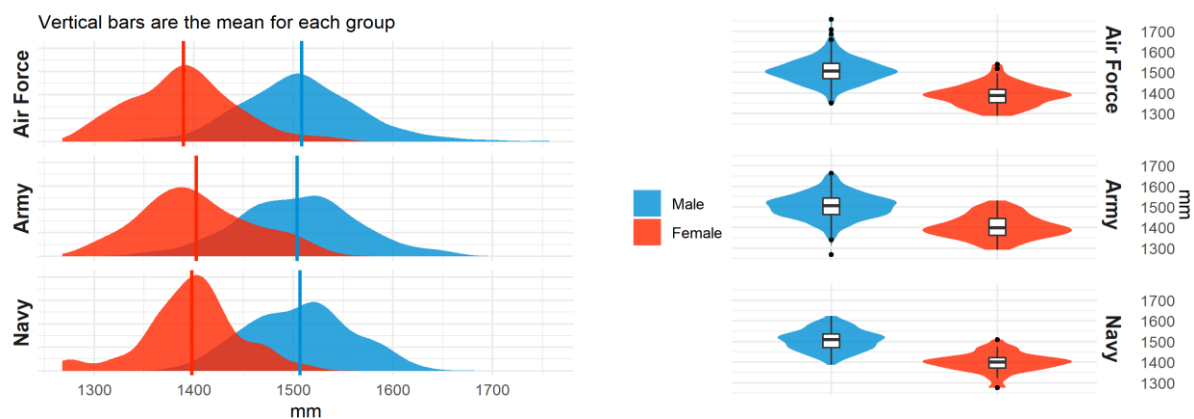 Vertical bars are the mean for each group
Air Force
Army
Navy
1300 1400 1500 1600 1700
mm
Male
Female
Air Force
1700
1600
1500
1400
1300
Army
1700
1600
1500
1400
1300
mm
Navy
1700
1600
1500
1400
1300